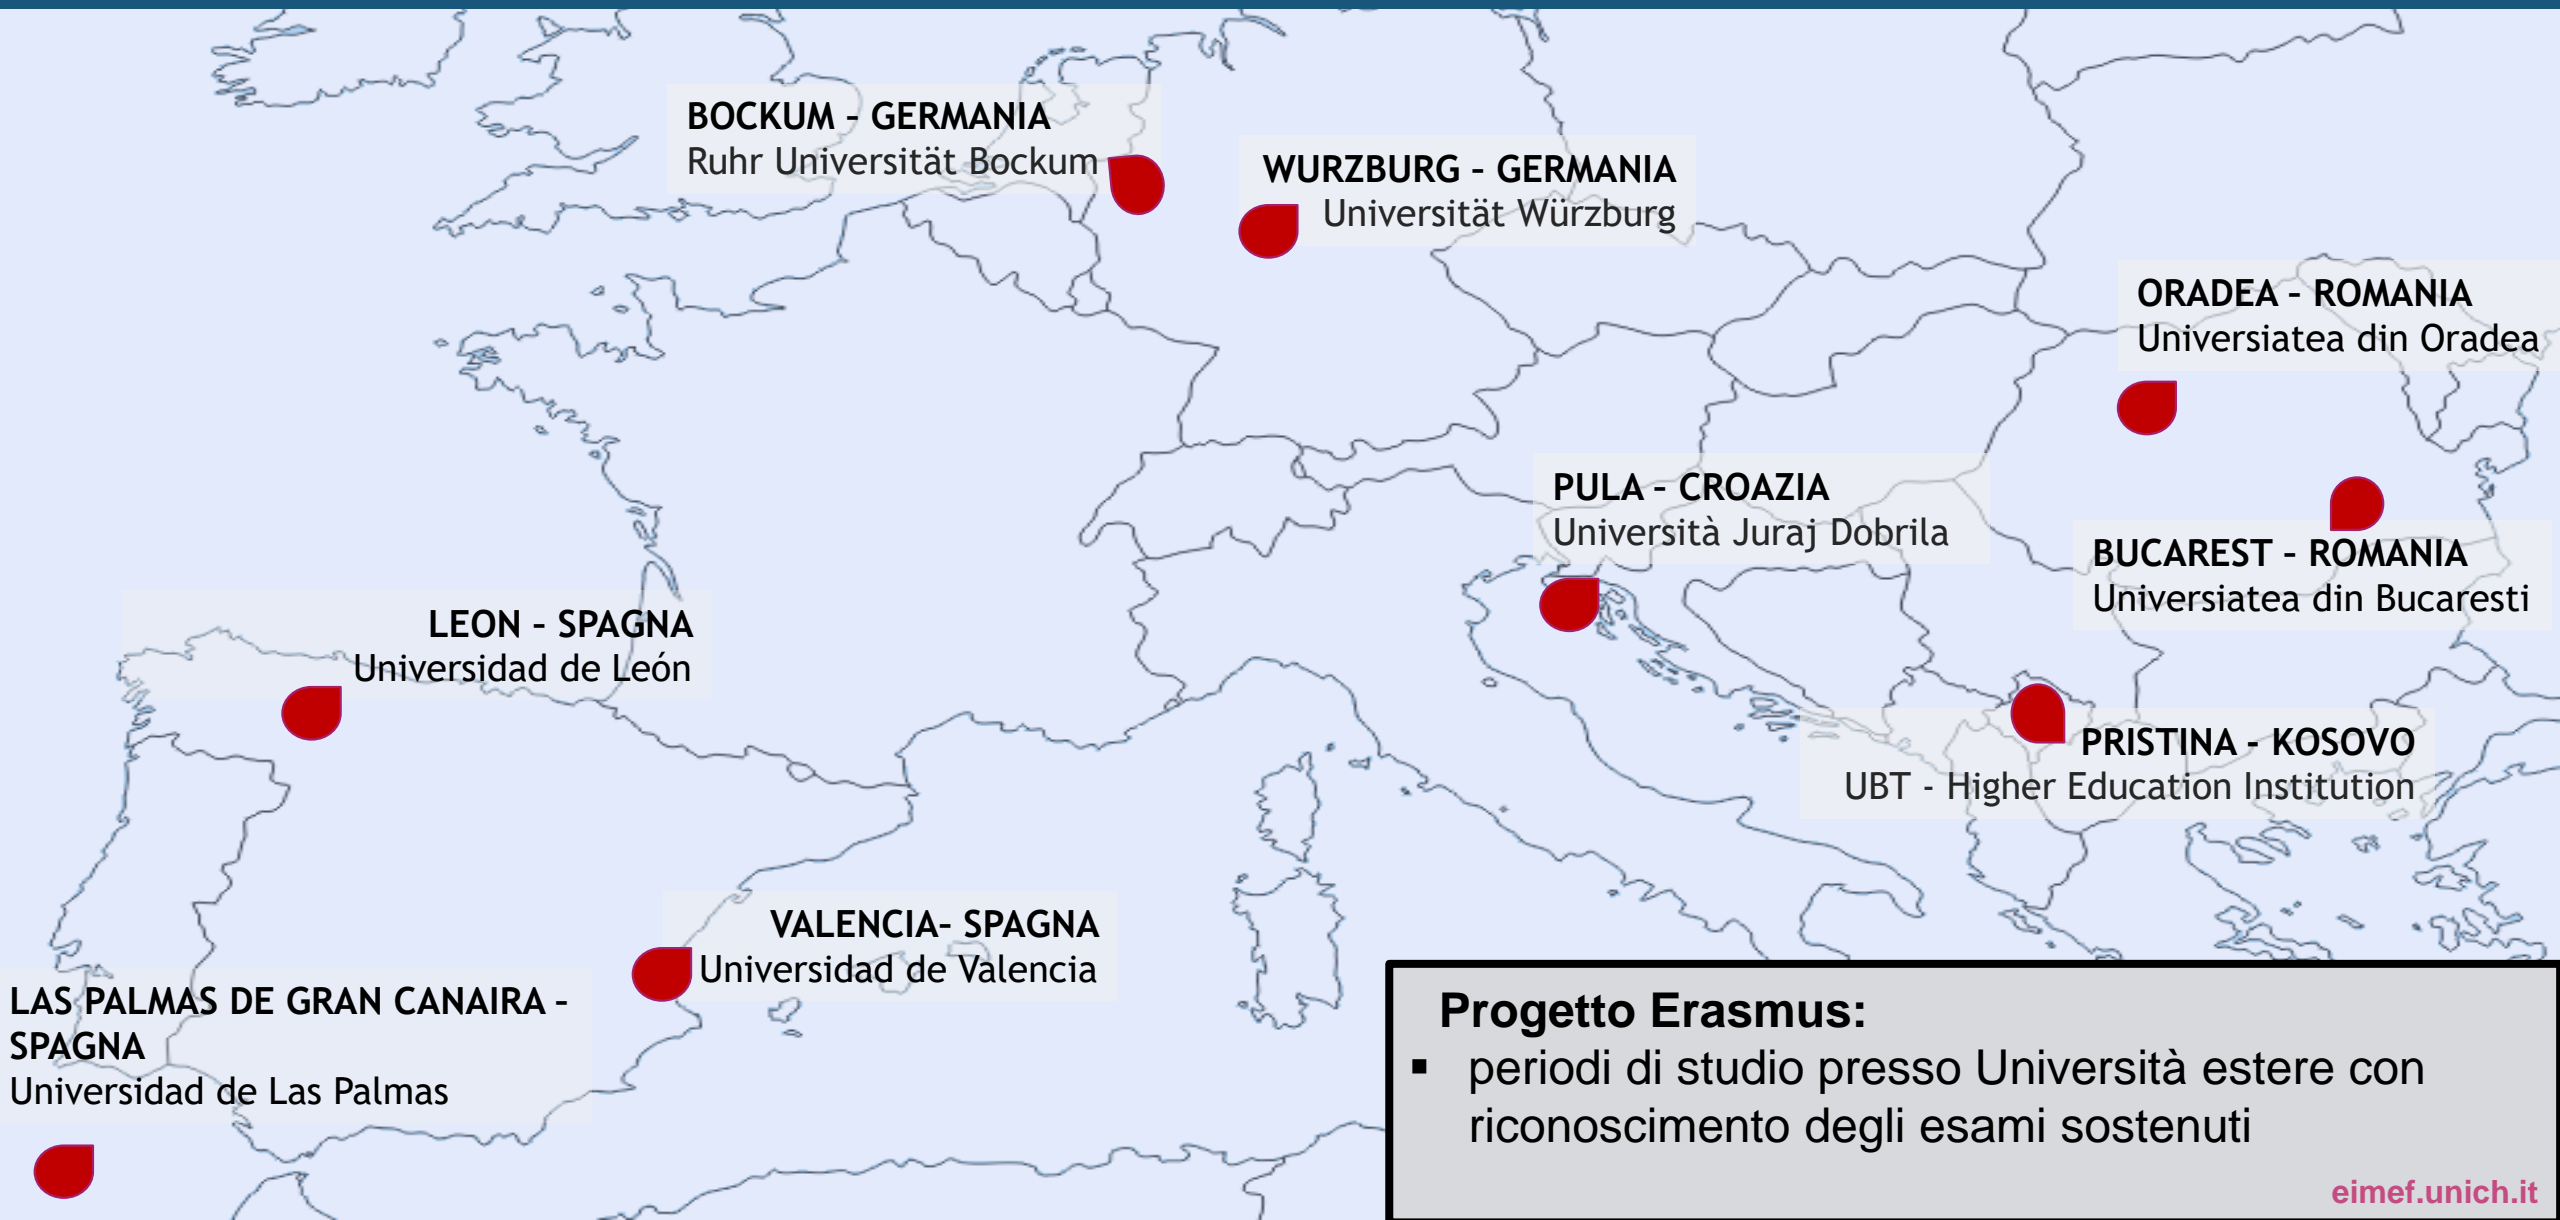 BOCKUM – GERMANIA
Ruhr Universität Bockum
WURZBURG – GERMANIA
Universität Würzburg
ORADEA – ROMANIA
Universiatea din Oradea
PULA – CROAZIA
Università Juraj Dobrila
BUCAREST – ROMANIA
Universiatea din Bucaresti
LEON – SPAGNA
Universidad de León
PRISTINA - KOSOVO
UBT - Higher Education Institution
VALENCIA– SPAGNA
Universidad de Valencia
LAS PALMAS DE GRAN CANAIRA –
SPAGNA
Universidad de Las Palmas
Progetto Erasmus:
▪ periodi di studio presso Università estere con
riconoscimento degli esami sostenuti
eimef.unich.it